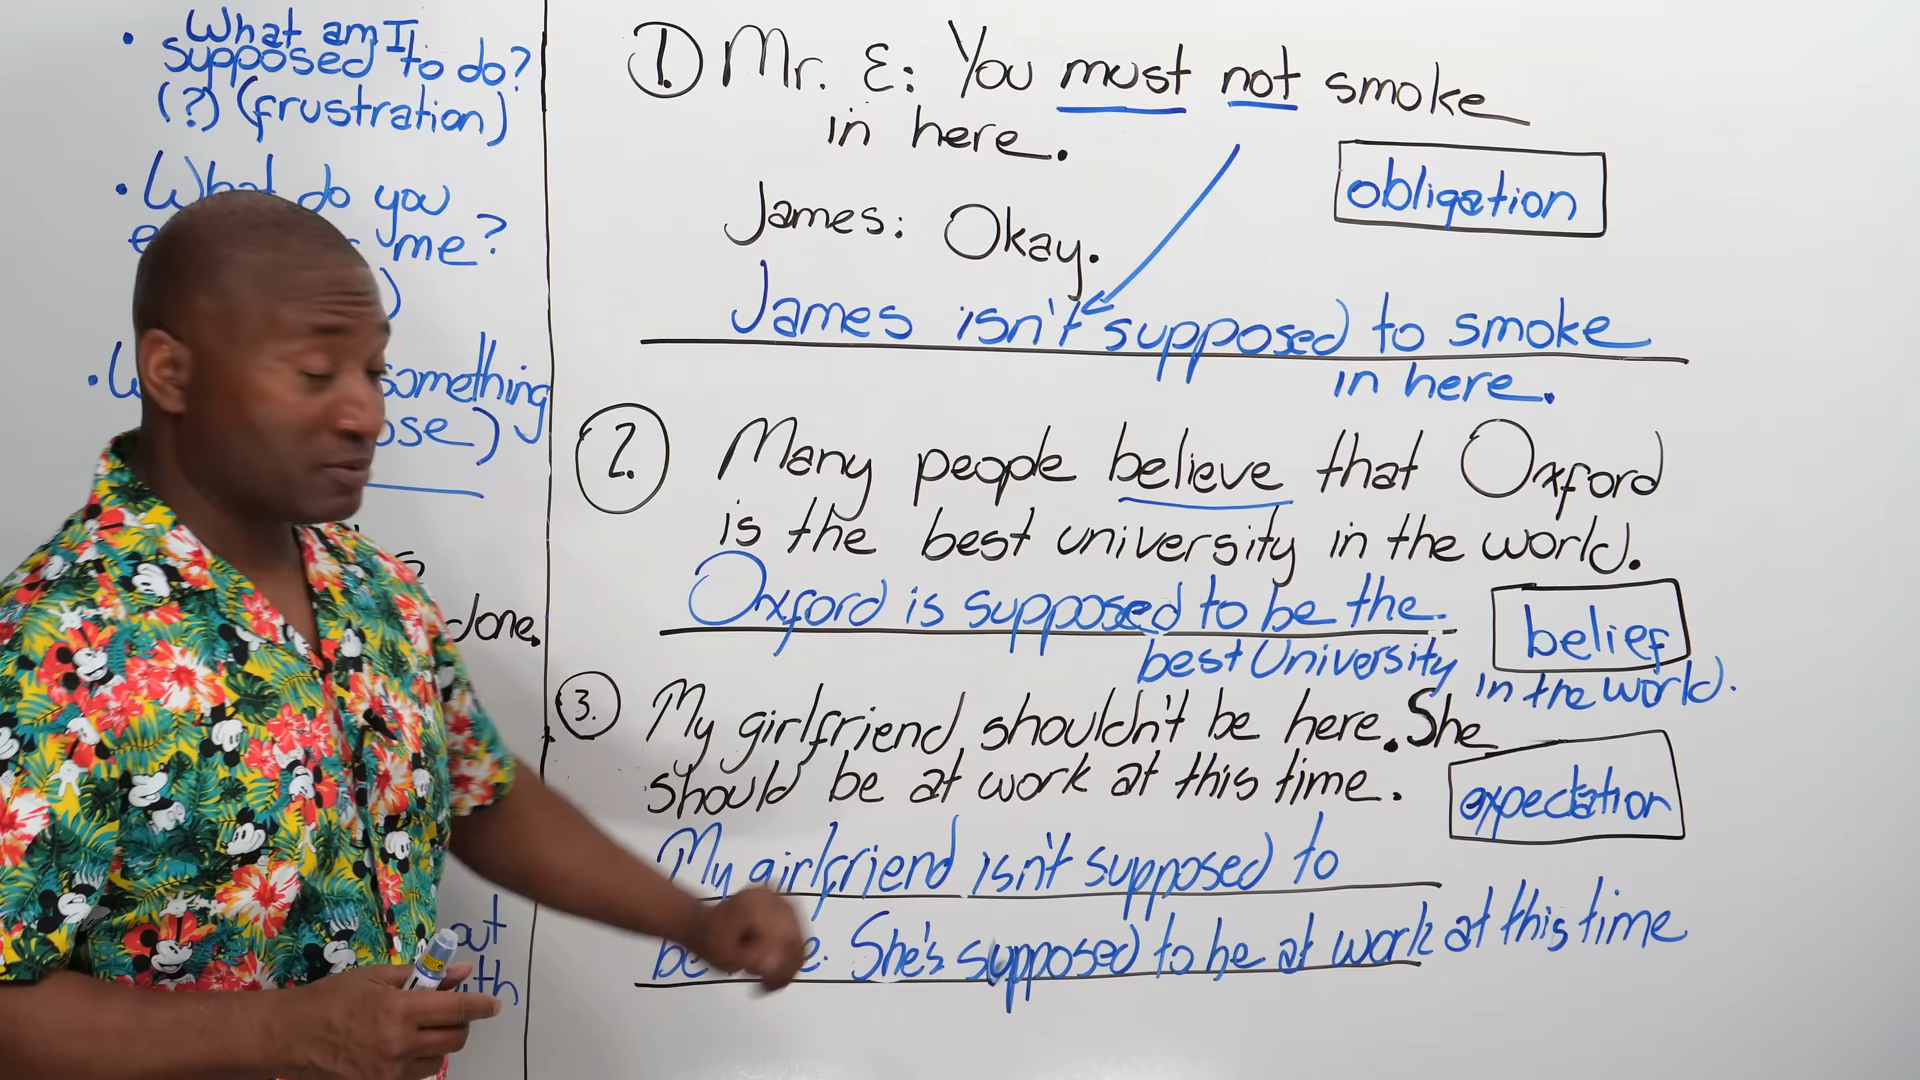 • What am I
supposed to do?
(?) (frustration)
• What do you
me?
)
• something
ose)
s
done.
out
ith
1. Mr. E: You must not smoke
in here.
obligation
James: Okay.
James isn't supposed to smoke
in here.
2. Many people believe that Oxford
is the best university in the world.
Oxford is supposed to be the
best University
in the world.
belief
3. My girlfriend shouldn't be here. She
should be at work at this time.
expectation
My girlfriend isn't supposed to
be She's supposed to be at work at this time